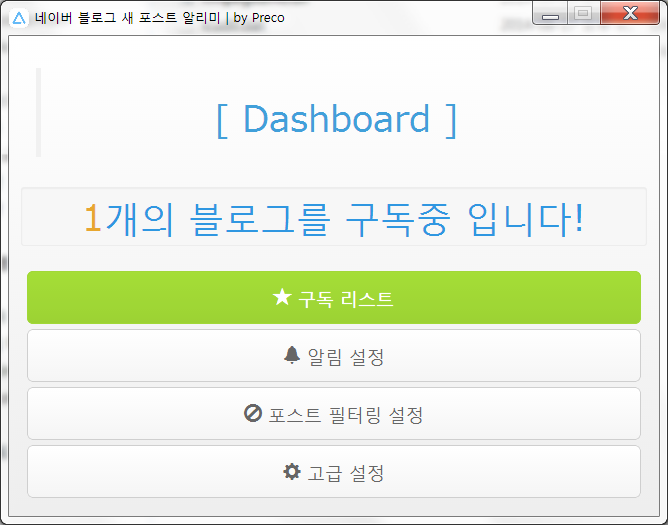 네이버 블로그 새 포스트 알리미 | by Preco
[ Dashboard ]
1개의 블로그를 구독중 입니다!
구독 리스트
알림 설정
포스트 필터링 설정
고급 설정